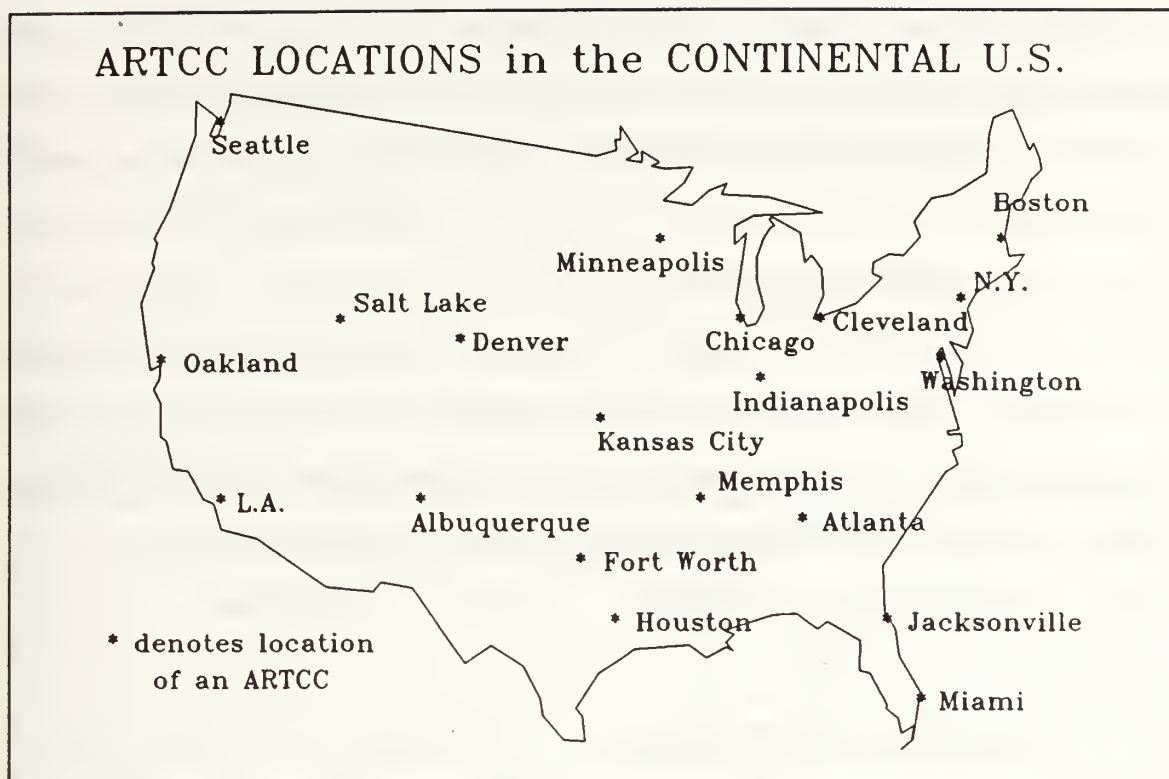 ARTCC LOCATIONS in the CONTINENTAL U.S.
Seattle
Boston
Minneapolis
N.Y.
Salt Lake
Denver
Chicago
Cleveland
Oakland
Washington
Indianapolis
Kansas City
Memphis
L.A.
Albuquerque
Atlanta
Fort Worth
Houston
Jacksonville
* denotes location
of an ARTCC
Miami